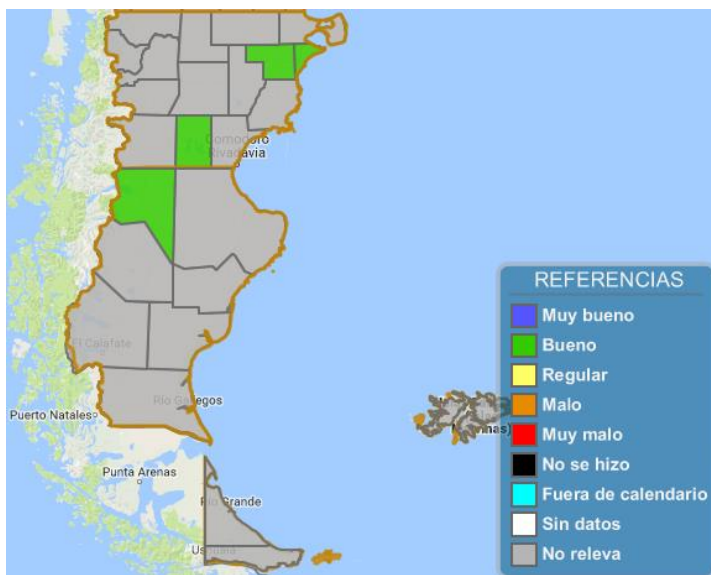 Comodoro
Rivadavia
REFERENCIAS
Muy bueno
Bueno
Regular
Malo
Muy malo
No se hizo
Fuera de calendario
Sin datos
No releva
El Calafate
Río Gallegos
Puerto Natales
Punta Arenas
Río Grande
Ushuaia